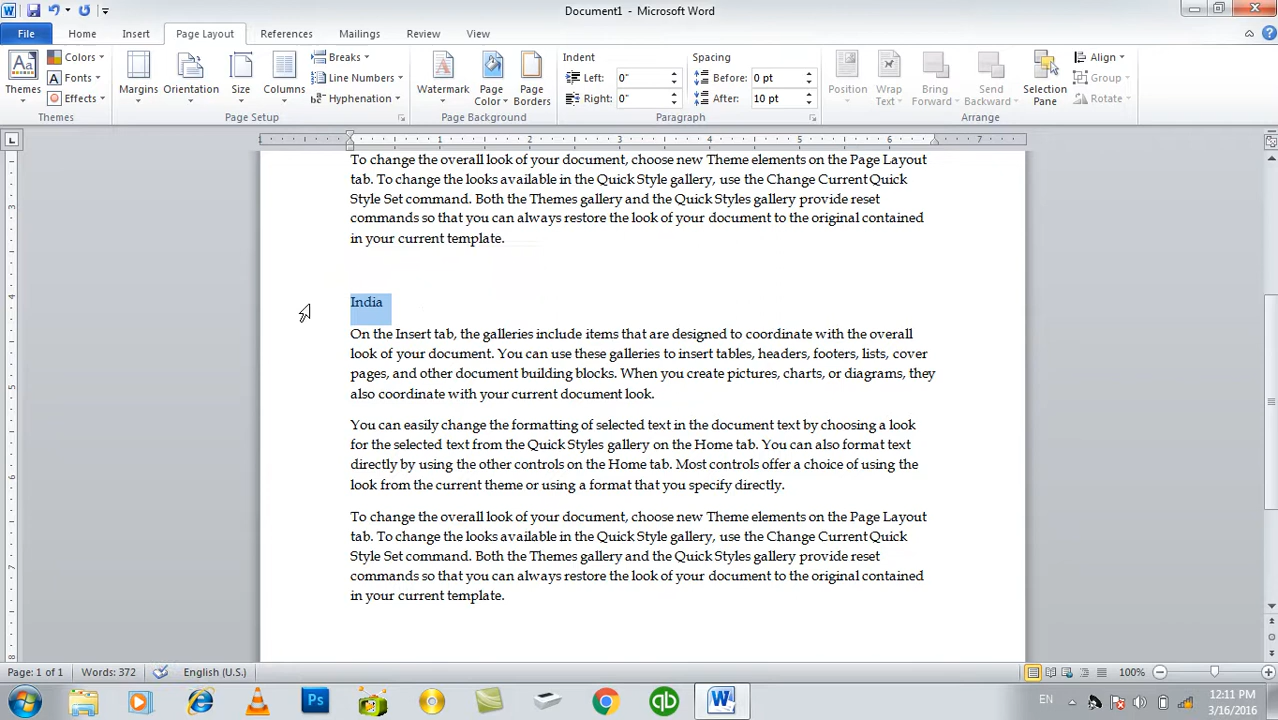 Document1 - Microsoft Word
File Home Insert Page Layout References Mailings Review View
Themes Colors Fonts Effects Themes
Margins Orientation Size Columns Breaks Line Numbers Hyphenation Page Setup
Watermark Page Color Page Borders Page Background
Indent Left: 0" Right: 0" Spacing Before: 0 pt After: 10 pt Paragraph
Position Wrap Text Bring Forward Send Backward Selection Pane Align Group Rotate Arrange
1 2 3 4 5 6 7
To change the overall look of your document, choose new Theme elements on the Page Layout
tab. To change the looks available in the Quick Style gallery, use the Change Current Quick
Style Set command. Both the Themes gallery and the Quick Styles gallery provide reset
commands so that you can always restore the look of your document to the original contained
in your current template.
India
On the Insert tab, the galleries include items that are designed to coordinate with the overall
look of your document. You can use these galleries to insert tables, headers, footers, lists, cover
pages, and other document building blocks. When you create pictures, charts, or diagrams, they
also coordinate with your current document look.
You can easily change the formatting of selected text in the document text by choosing a look
for the selected text from the Quick Styles gallery on the Home tab. You can also format text
directly by using the other controls on the Home tab. Most controls offer a choice of using the
look from the current theme or using a format that you specify directly.
To change the overall look of your document, choose new Theme elements on the Page Layout
tab. To change the looks available in the Quick Style gallery, use the Change Current Quick
Style Set command. Both the Themes gallery and the Quick Styles gallery provide reset
commands so that you can always restore the look of your document to the original contained
in your current template.
Page: 1 of 1 Words: 372 English (U.S.) 100%
Ps qb W EN 12:11 PM
3/16/2016